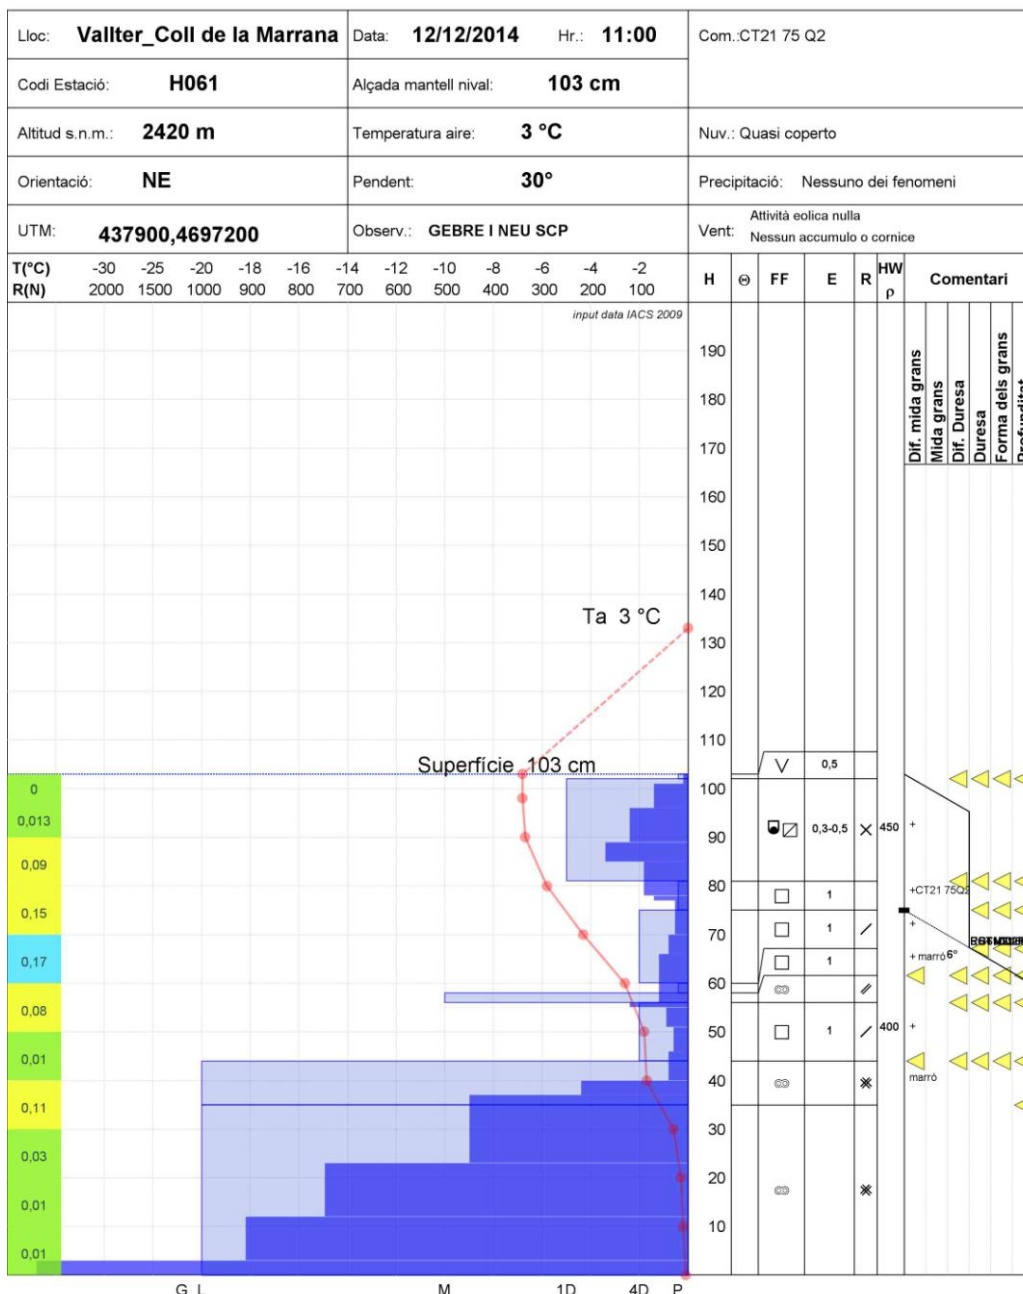 Lloc: Vallter_Coll de la Marrana Data: 12/12/2014 Hr.: 11:00 Com.:CT21 75 Q2
Codi Estació: H061 Alçada mantell nival: 103 cm
Altitud s.n.m.: 2420 m Temperatura aire: 3 °C Nuv.: Quasi coperto
Orientació: NE Pendent: 30° Precipitació: Nessuno dei fenomeni
UTM: 437900,4697200 Observ.: GEBRE I NEU SCP Vent: Attività eolica nulla
Nessun accumulo o cornice
T(°C) -30 -25 -20 -18 -16 -14 -12 -10 -8 -6 -4 -2
R(N) 2000 1500 1000 900 800 700 600 500 400 300 200 100
H Θ FF E R HW ρ Comentari
input data IACS 2009
Dif. mida grans
Mida grans
Dif. Duresa
Duresa
Forma dels grans
Profunditat
190
180
170
160
150
140
Ta 3 °C
130
120
110
Superfície 103 cm
V 0,5
0 100
0,013 90 0,3-0,5 450 +
0,09 80 1 +CT21 75Q2
0,15 70 1 +
0,17 60 1 + marró 6°
0,08 50 1 400 +
0,01 40 marró
0,11 30
0,03 20
0,01 10
0,01
G L M 1D 4D P